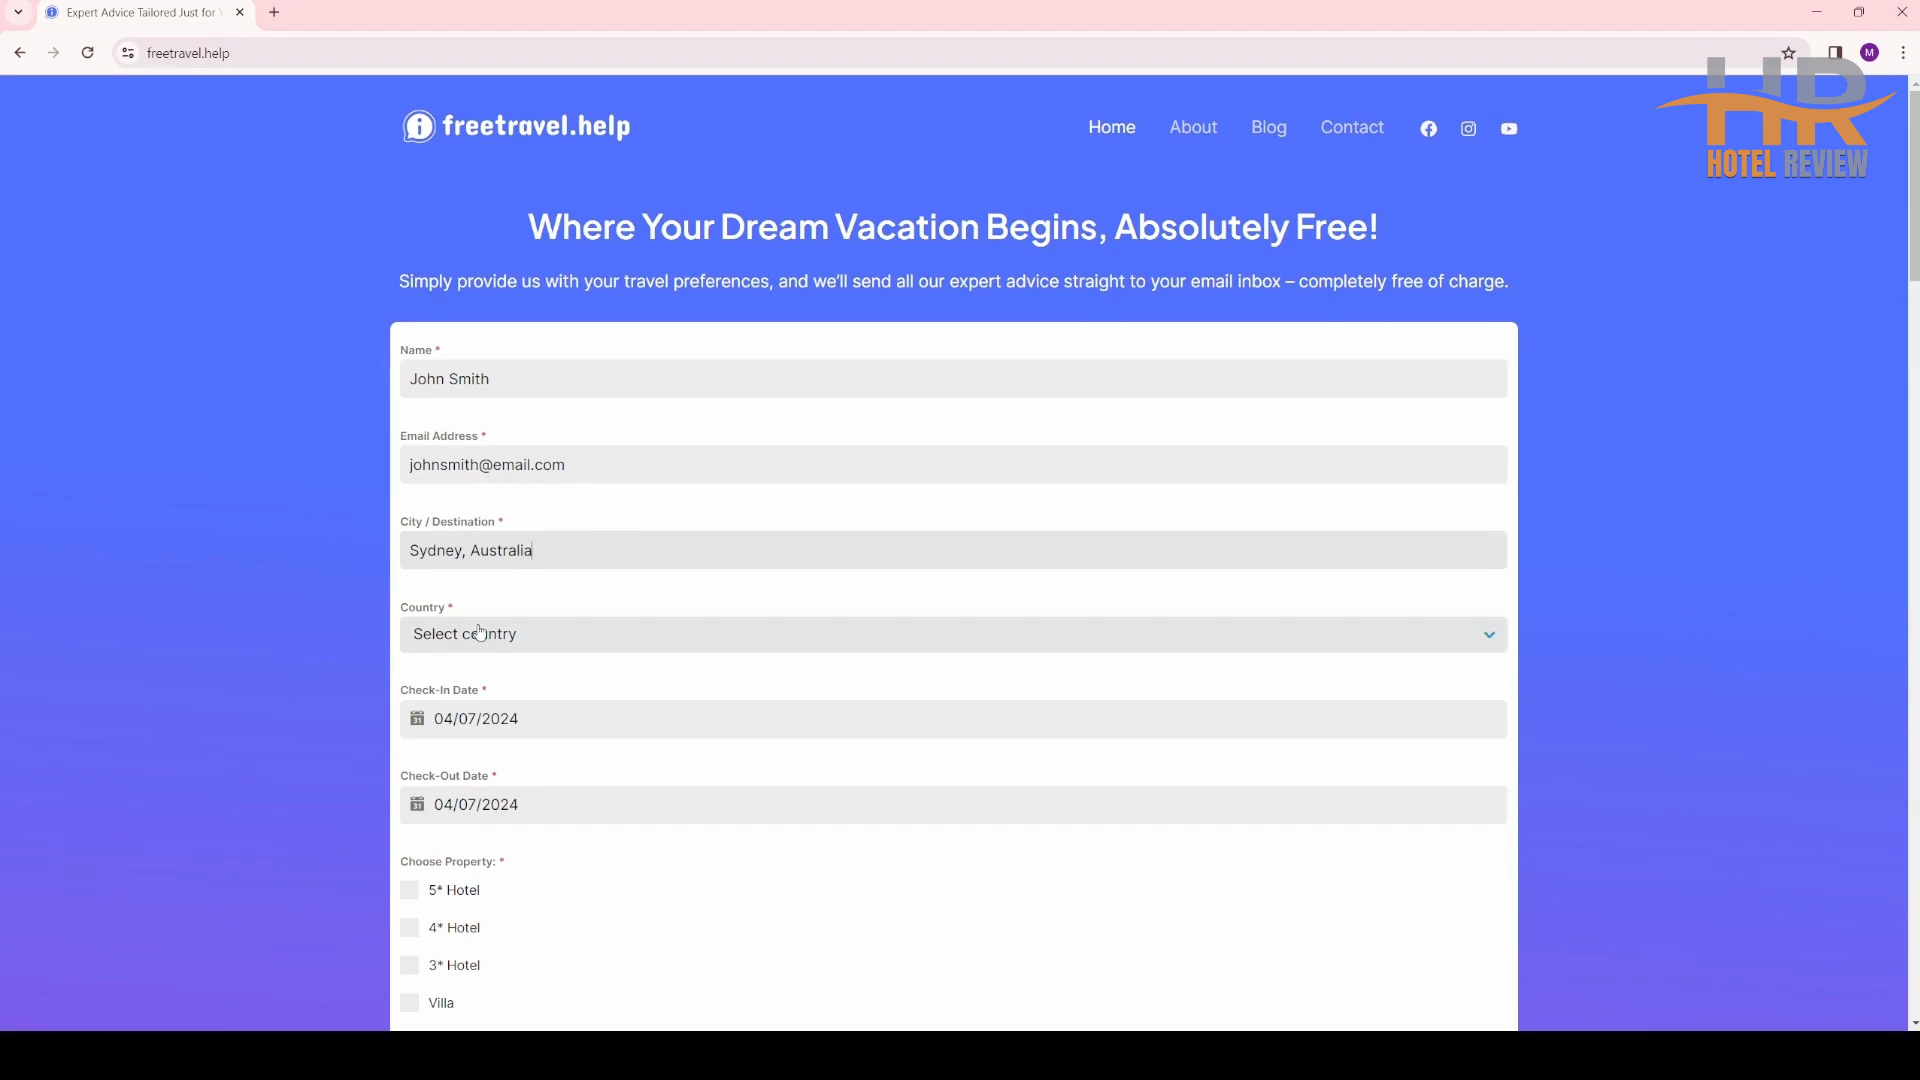 Expert Advice Tailored Just for
freetravel.help
M
HR
HOTEL REVIEW
freetravel.help
Home
About
Blog
Contact
Where Your Dream Vacation Begins, Absolutely Free!
Simply provide us with your travel preferences, and we'll send all our expert advice straight to your email inbox – completely free of charge.
Name *
John Smith
Email Address *
johnsmith@email.com
City / Destination *
Sydney, Australia
Country *
Select country
Check-In Date *
31 04/07/2024
Check-Out Date *
31 04/07/2024
Choose Property: *
5* Hotel
4* Hotel
3* Hotel
Villa